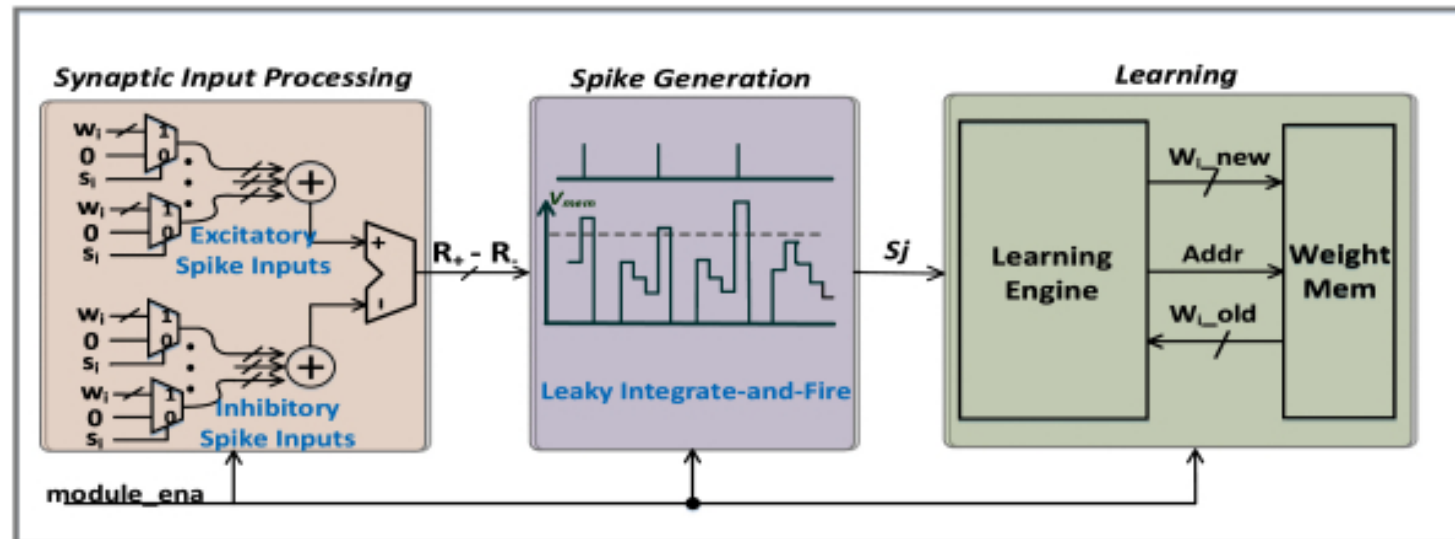 Synaptic Input Processing
Spike Generation
Learning
wᵢ
1
0
0
sᵢ
wᵢ
1
0
0
sᵢ
+
Excitatory
Spike Inputs
+
-
wᵢ
1
0
0
sᵢ
wᵢ
1
0
0
sᵢ
+
Inhibitory
Spike Inputs
R₊ - R₋
Vmem
Leaky Integrate-and-Fire
Sj
Learning
Engine
Wᵢ_new
Addr
Wᵢ_old
Weight
Mem
module_ena